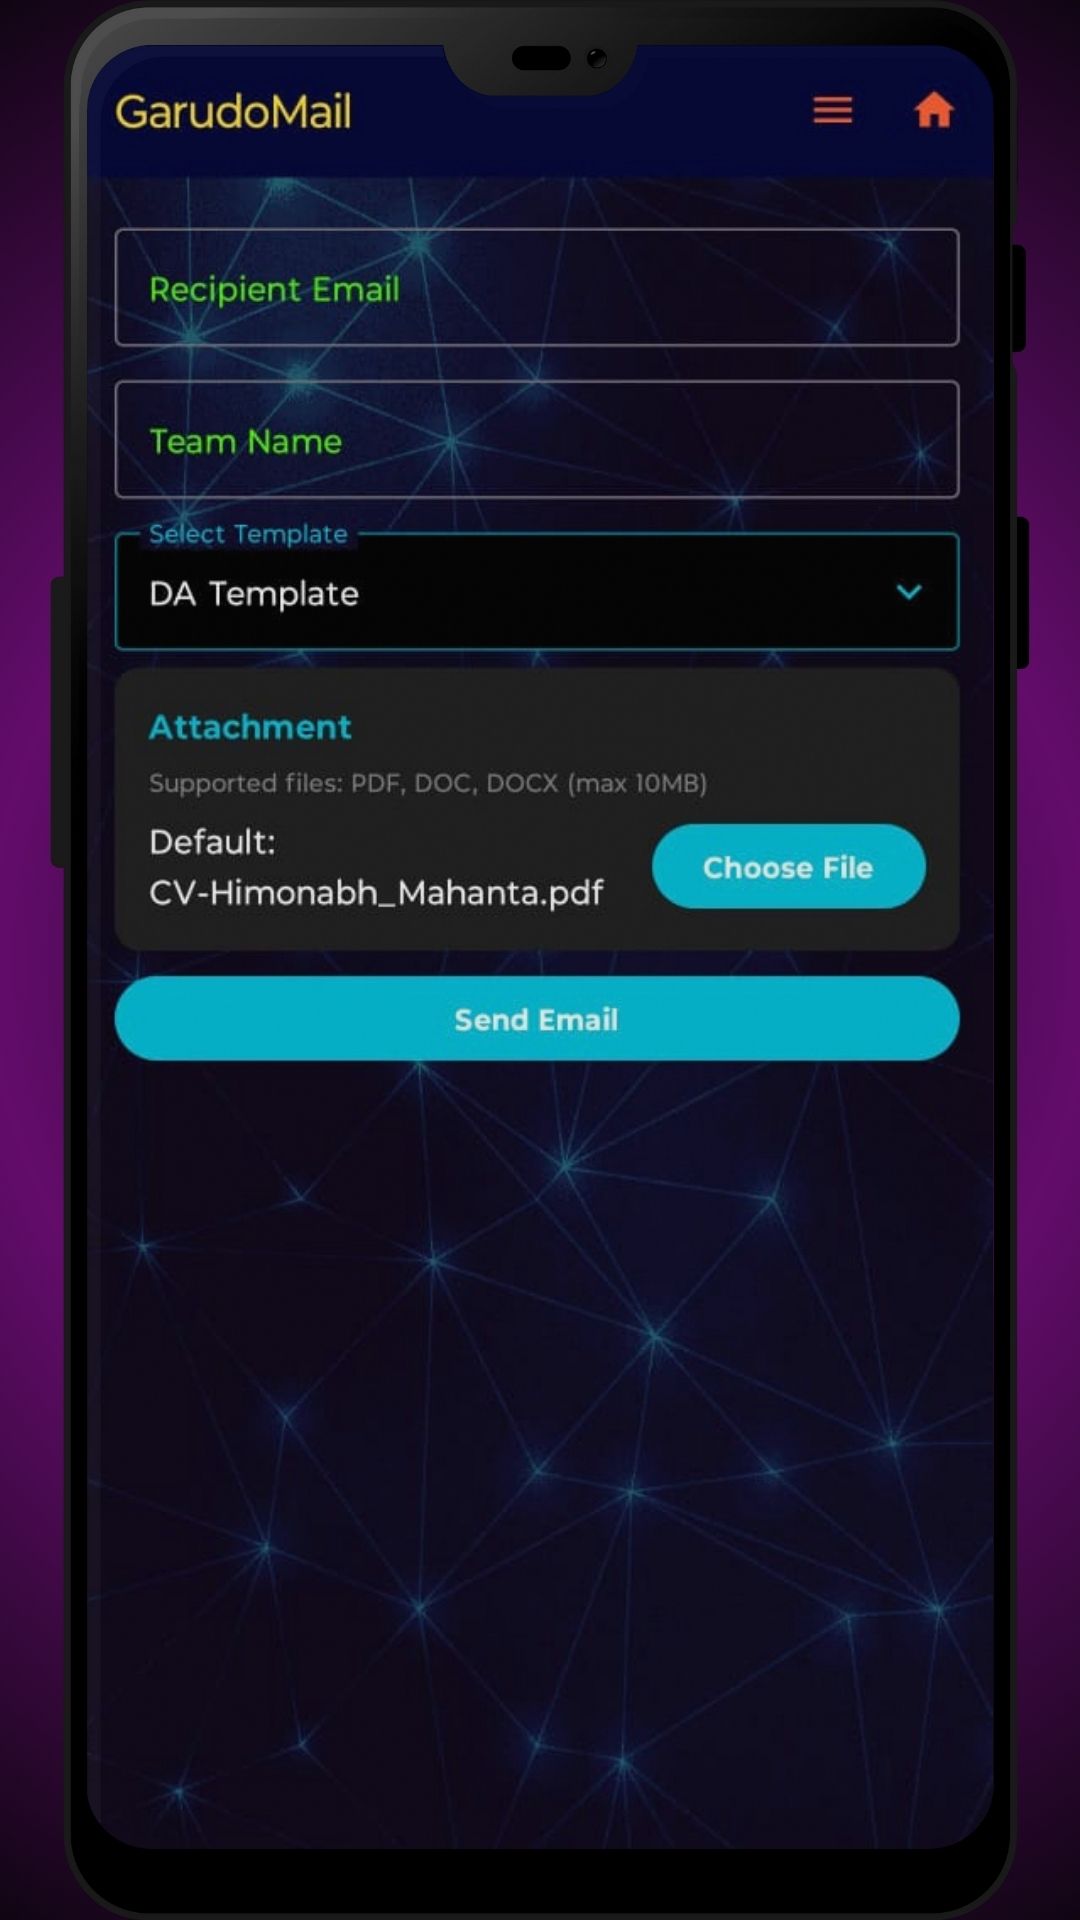 GarudoMail
Recipient Email
Team Name
Select Template
DA Template
Attachment
Supported files: PDF, DOC, DOCX (max 10MB)
Default:
CV-Himonabh_Mahanta.pdf
Choose File
Send Email